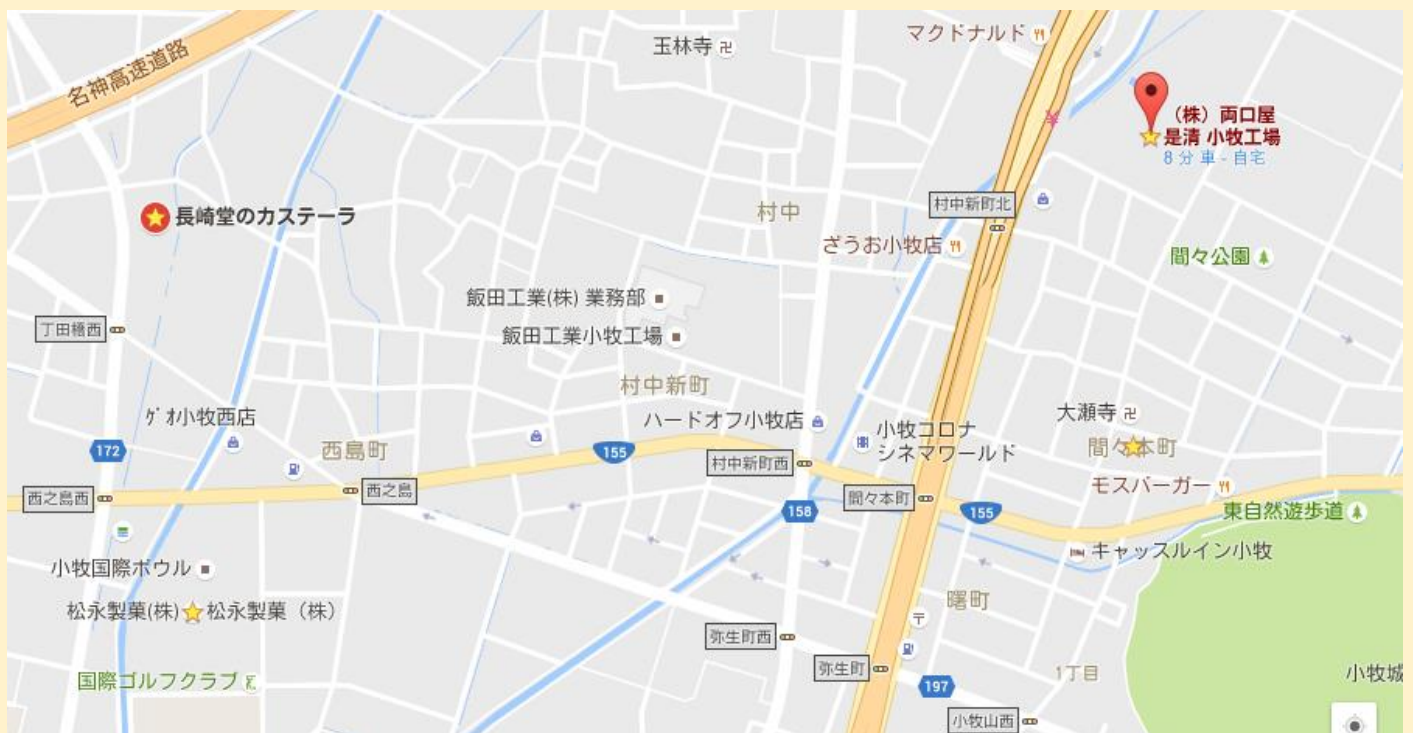 名神高速道路
玉林寺
マクドナルド
(株) 両口屋
是清 小牧工場
8 分 車 - 自宅
長崎堂のカステーラ
村中新町北
村中
ざうお小牧店
間々公園
飯田工業(株) 業務部
丁田橋西
飯田工業小牧工場
村中新町
ゲオ小牧西店
ハードオフ小牧店
大瀬寺
小牧コロナ
シネマワールド
間々本町
172
西島町
155
村中新町西
モスバーガー
西之島西
西之島
158
間々本町
155
東自然遊歩道
小牧国際ボウル
キャッスルイン小牧
松永製菓(株)
松永製菓(株)
曙町
弥生町西
国際ゴルフクラブ
弥生町
1丁目
小牧城
197
小牧山西